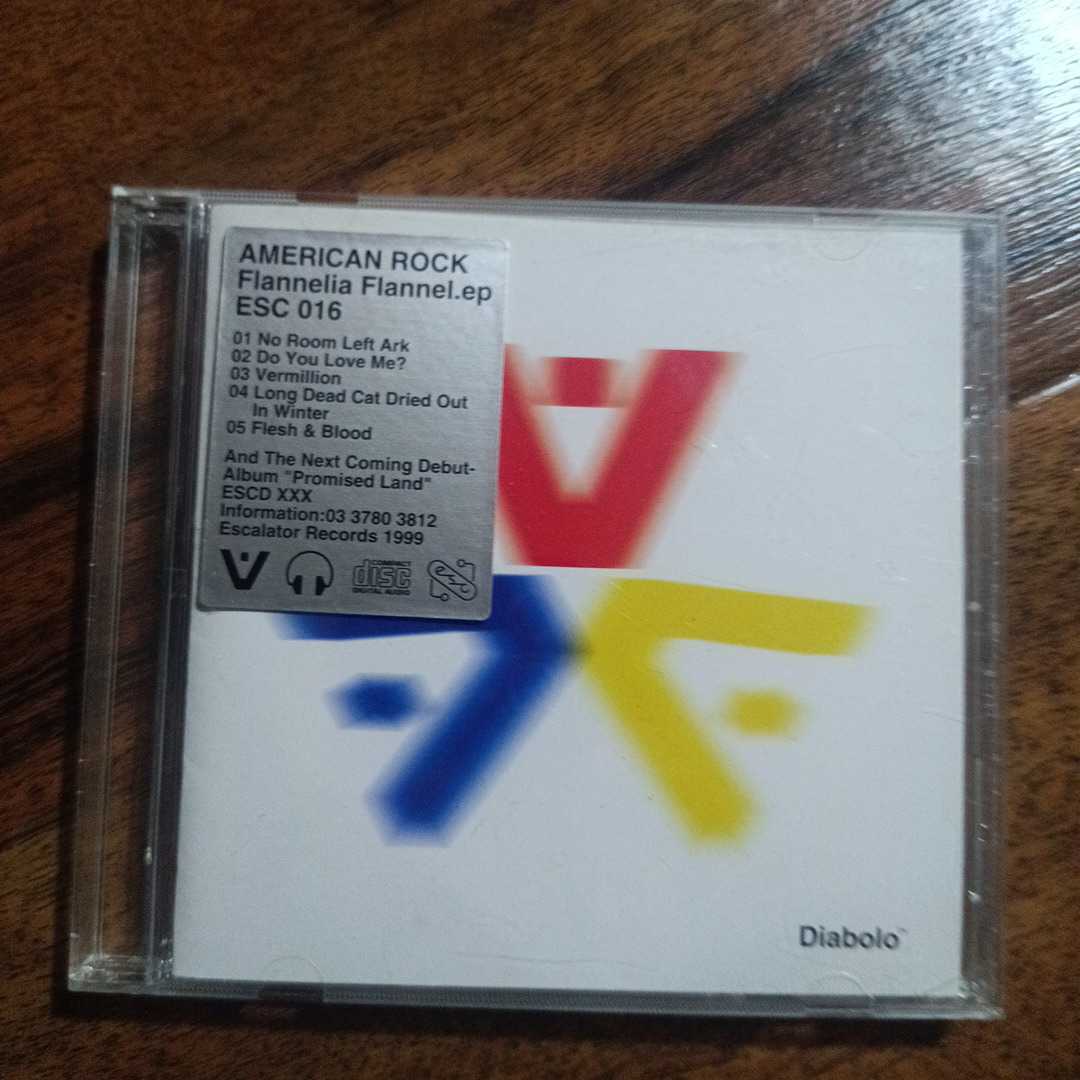 AMERICAN ROCK
Flannelia Flannel.ep
ESC 016
01 No Room Left Ark
02 Do You Love Me?
03 Vermillion
04 Long Dead Cat Dried Out
In Winter
05 Flesh & Blood
And The Next Coming Debut-
Album "Promised Land"
ESCD XXX
Information:03 3780 3812
Escalator Records 1999
COMPACT
disc
DIGITAL AUDIO
Diabolo™